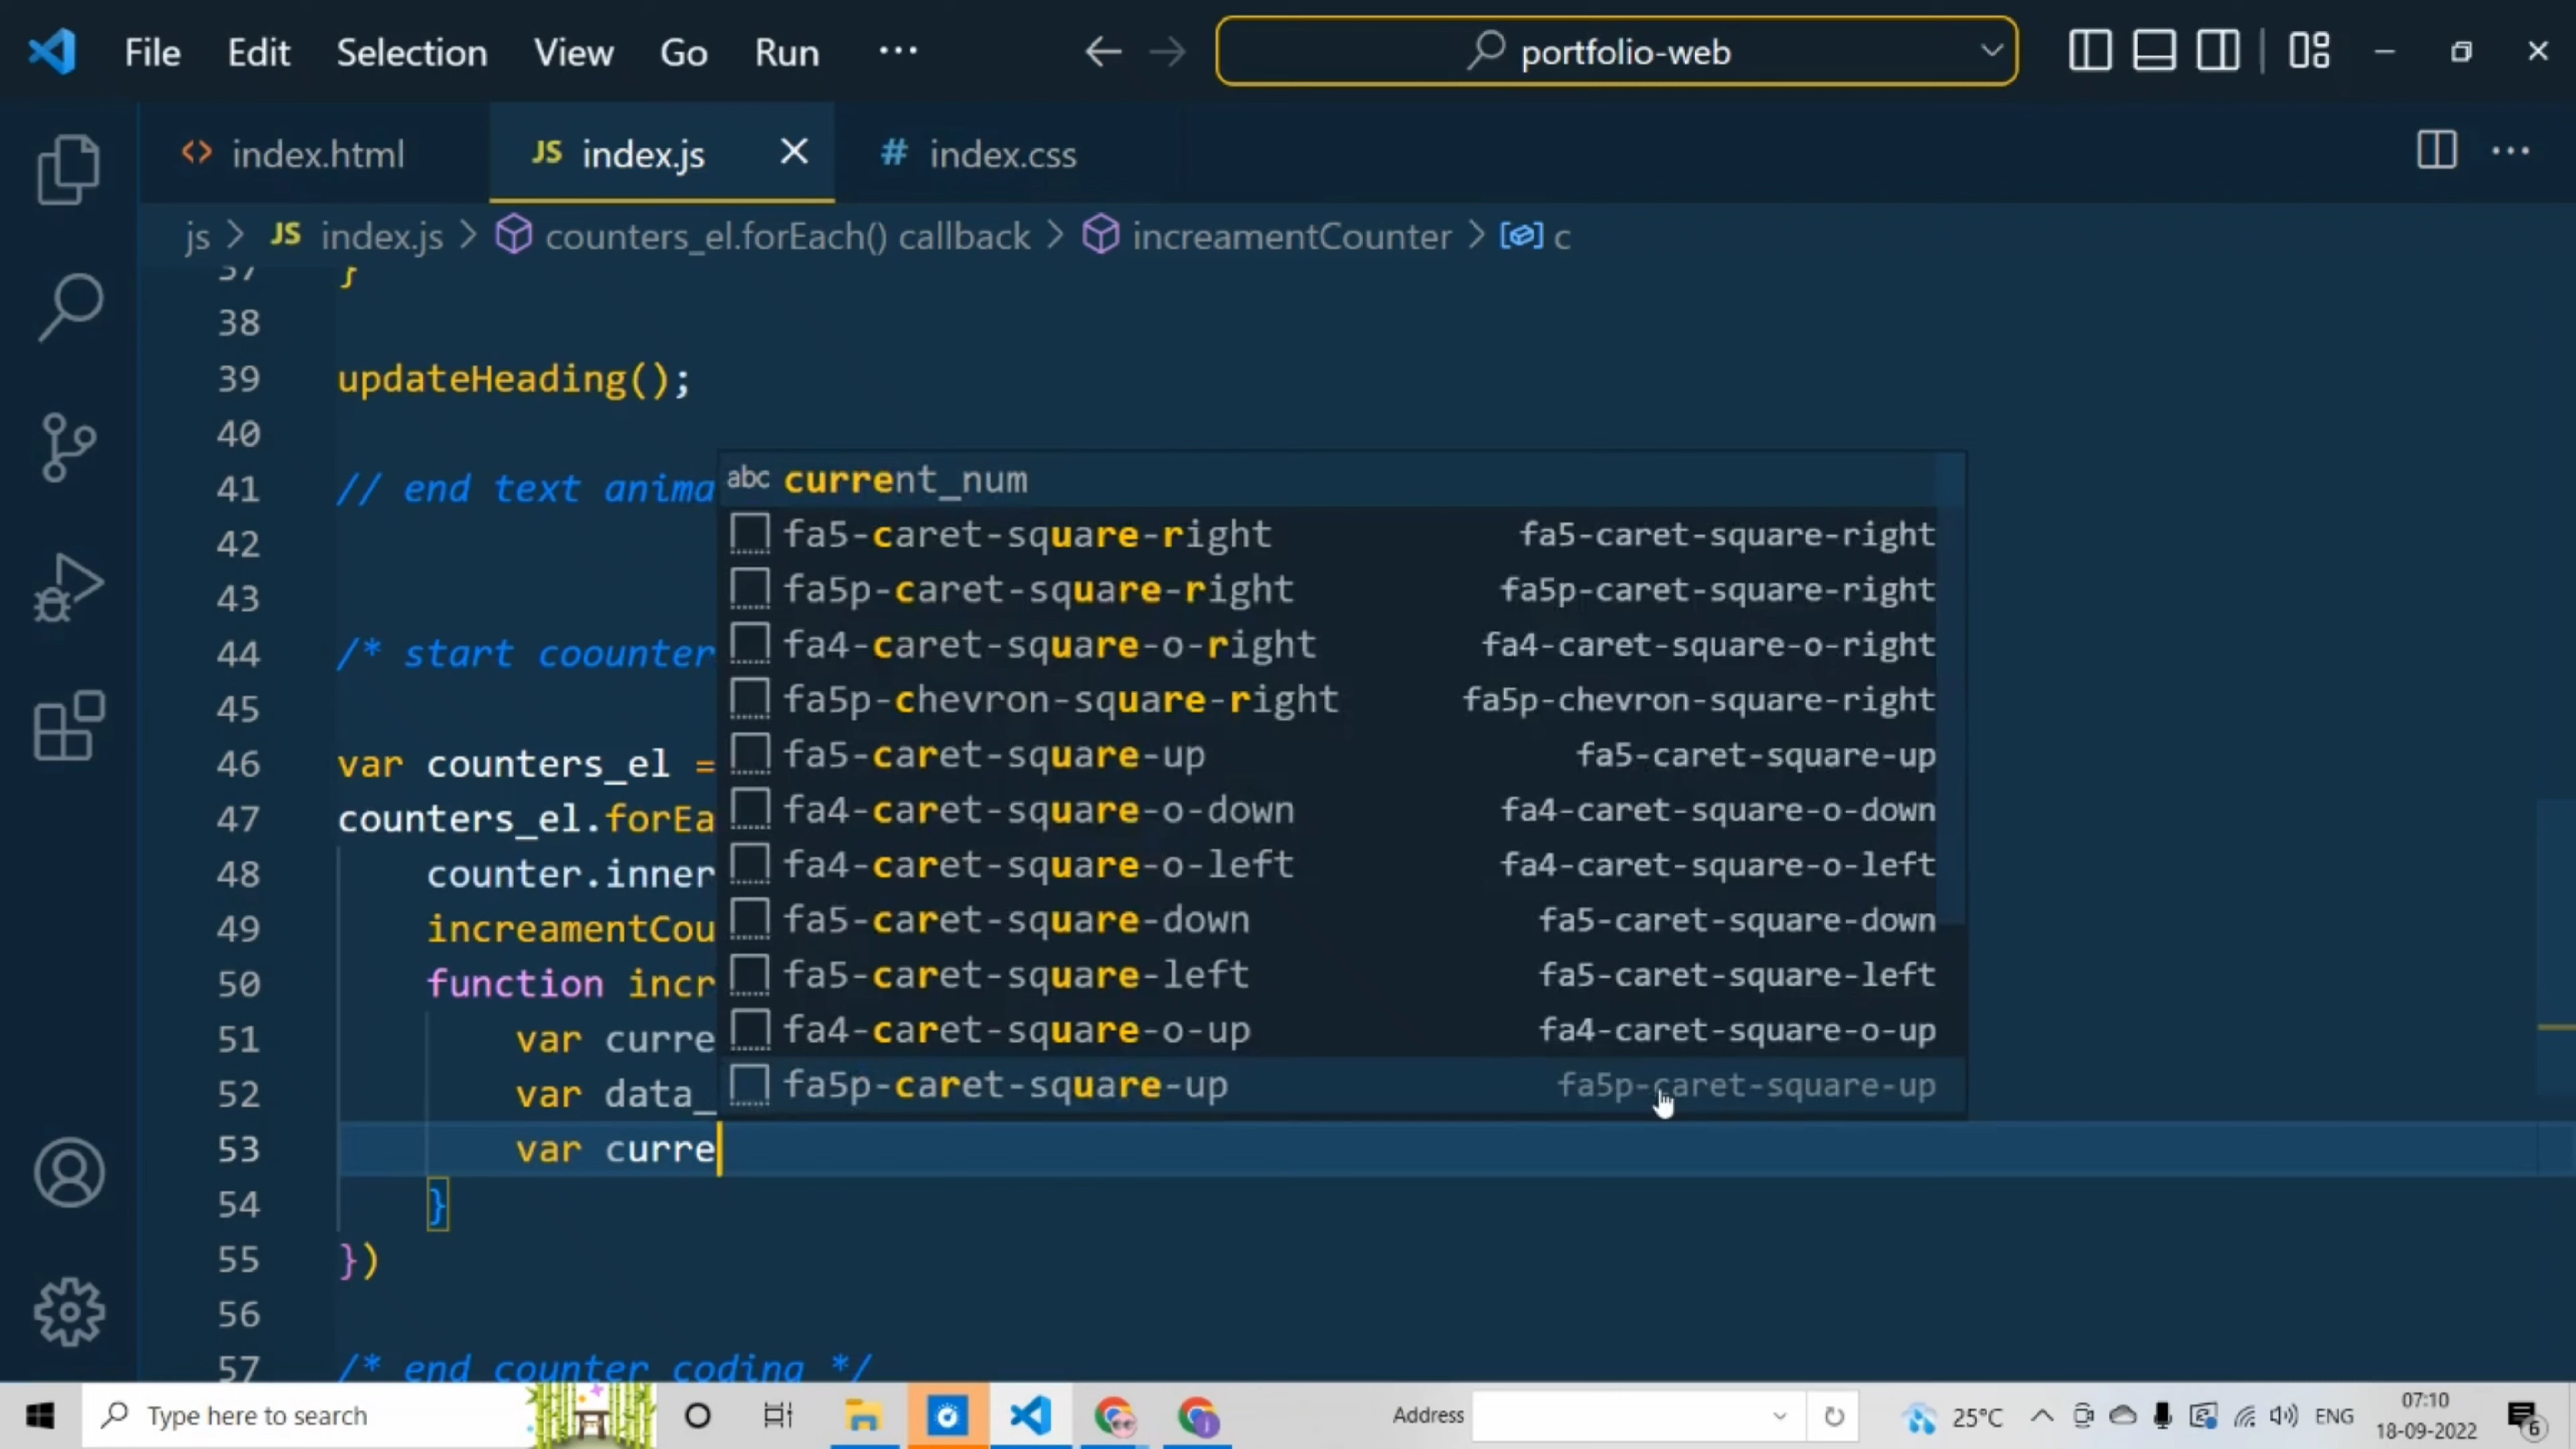 File Edit Selection View Go Run ...
portfolio-web
index.html
JS index.js
# index.css
js > JS index.js > counters_el.forEach() callback > increamentCounter > c
37 }
38
39 updateHeading();
40
41 // end text anima
42
43
44 /* start coounter
45
46 var counters_el =
47 counters_el.forEa
48 counter.inner
49 increamentCou
50 function incr
51 var curre
52 var data_
53 var curre
54 }
55 })
56
57 /* end counter coding */
abc current_num
fa5-caret-square-right fa5-caret-square-right
fa5p-caret-square-right fa5p-caret-square-right
fa4-caret-square-o-right fa4-caret-square-o-right
fa5p-chevron-square-right fa5p-chevron-square-right
fa5-caret-square-up fa5-caret-square-up
fa4-caret-square-o-down fa4-caret-square-o-down
fa4-caret-square-o-left fa4-caret-square-o-left
fa5-caret-square-down fa5-caret-square-down
fa5-caret-square-left fa5-caret-square-left
fa4-caret-square-o-up fa4-caret-square-o-up
fa5p-caret-square-up fa5p-caret-square-up
Type here to search
Address
25°C
ENG
07:10
18-09-2022
6